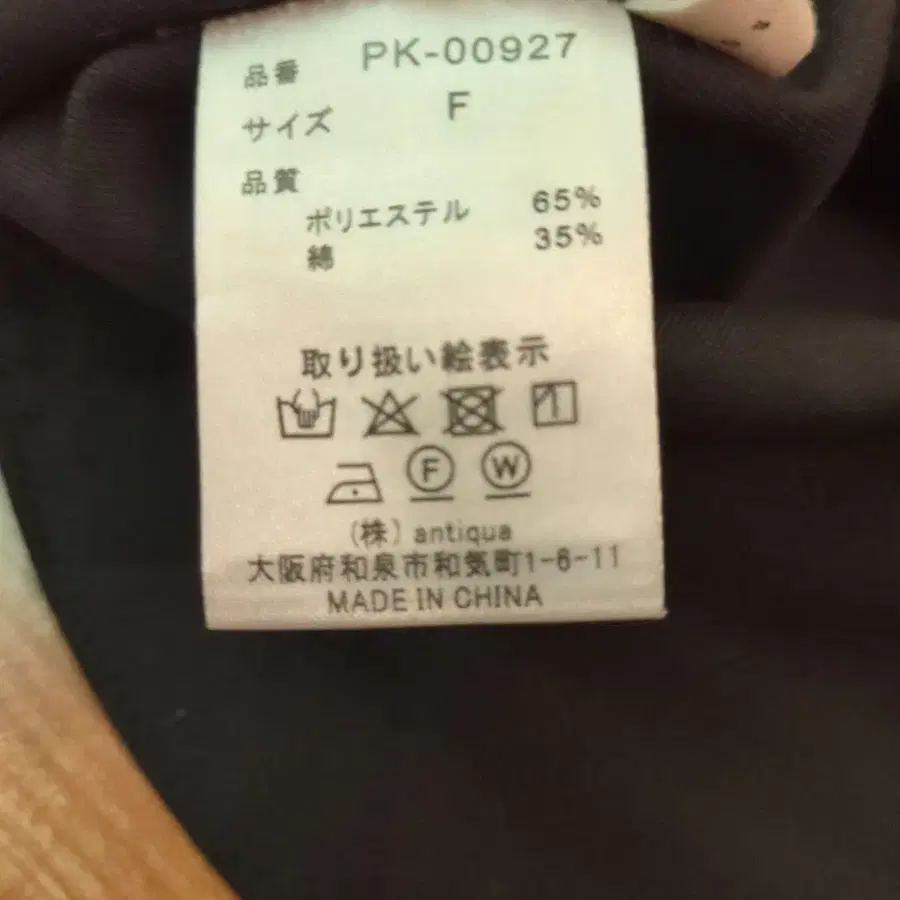 品番 PK-00927
サイズ F
品質
ポリエステル 65%
綿 35%
取り扱い絵表示
F W
(株) antiqua
大阪府和泉市和気町1-6-11
MADE IN CHINA